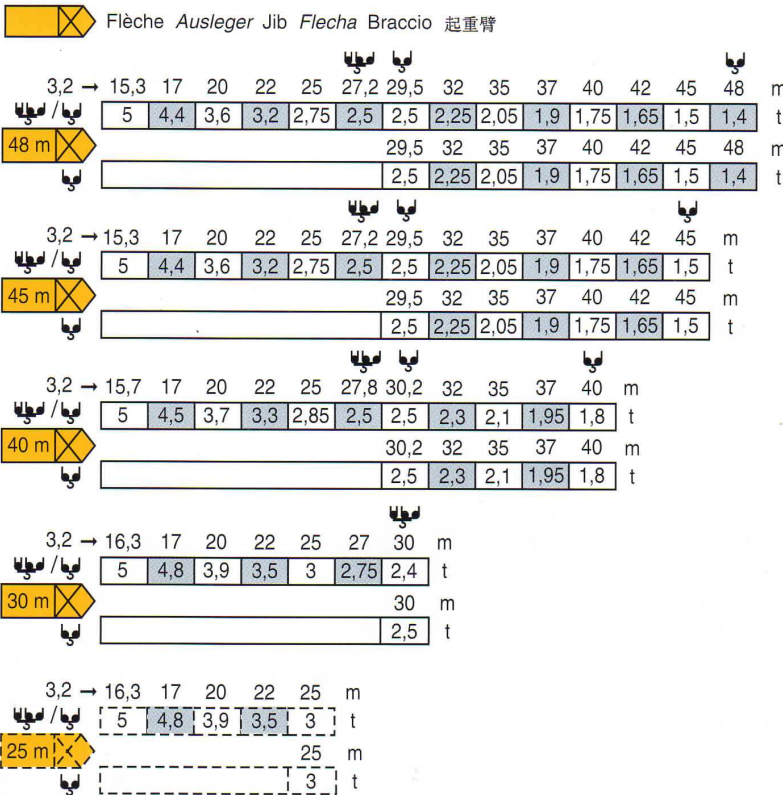 Flèche Ausleger Jib Flecha Braccio 起重臂
3,2 → 15,3 17 20 22 25 27,2 29,5 32 35 37 40 42 45 48 m
/ 5 4,4 3,6 3,2 2,75 2,5 2,5 2,25 2,05 1,9 1,75 1,65 1,5 1,4 t
48 m
29,5 32 35 37 40 42 45 48 m
2,5 2,25 2,05 1,9 1,75 1,65 1,5 1,4 t
3,2 → 15,3 17 20 22 25 27,2 29,5 32 35 37 40 42 45 m
/ 5 4,4 3,6 3,2 2,75 2,5 2,5 2,25 2,05 1,9 1,75 1,65 1,5 t
45 m
29,5 32 35 37 40 42 45 m
2,5 2,25 2,05 1,9 1,75 1,65 1,5 t
3,2 → 15,7 17 20 22 25 27,8 30,2 32 35 37 40 m
/ 5 4,5 3,7 3,3 2,85 2,5 2,5 2,3 2,1 1,95 1,8 t
40 m
30,2 32 35 37 40 m
2,5 2,3 2,1 1,95 1,8 t
3,2 → 16,3 17 20 22 25 27 30 m
/ 5 4,8 3,9 3,5 3 2,75 2,4 t
30 m
30 m
2,5 t
3,2 → 16,3 17 20 22 25 m
/ 5 4,8 3,9 3,5 3 t
25 m
25 m
3 t